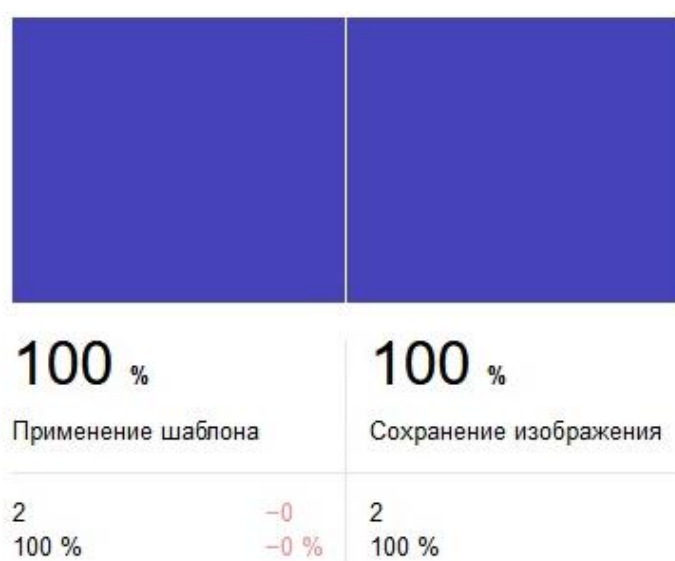 100 %
100 %
Применение шаблона
Сохранение изображения
2 −0
2
100 % −0 %
100 %